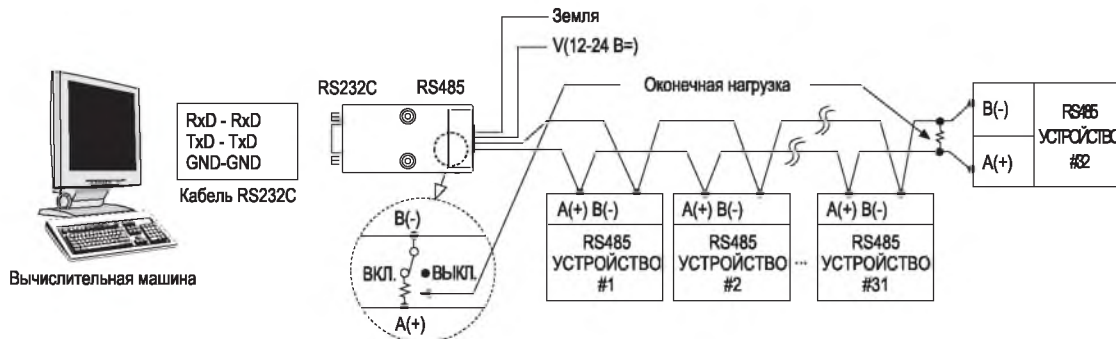 Земля
V(12-24 В=)
RS232C
RS485
Оконечная нагрузка
RxD - RxD
TxD - TxD
GND-GND
Кабель RS232C
Вычислительная машина
B(-)
ВКЛ.
ВЫКЛ.
A(+)
A(+) B(-)
RS485
УСТРОЙСТВО
#1
A(+) B(-)
RS485
УСТРОЙСТВО
#2
...
A(+) B(-)
RS485
УСТРОЙСТВО
#31
B(-)
A(+)
RS485
УСТРОЙСТВО
#32